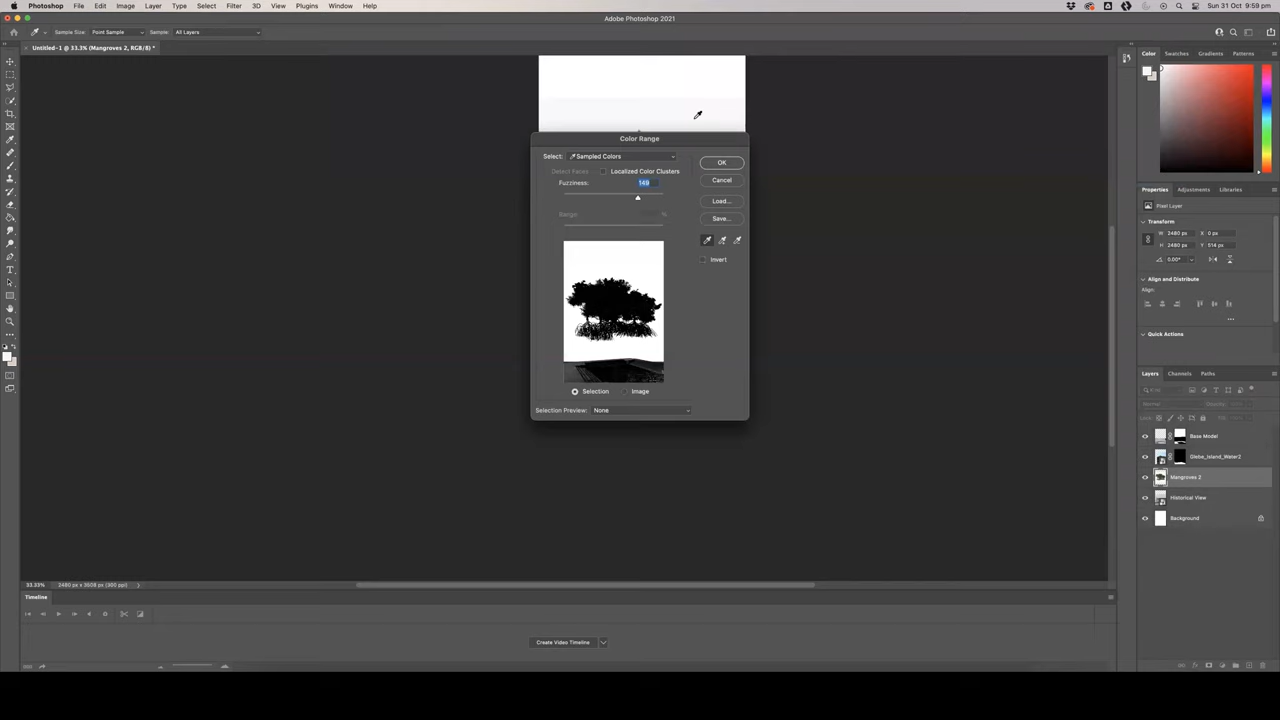 Photoshop File Edit Image Layer Type Select Filter 3D View Plugins Window Help Sun 31 Oct 9:59 pm
Adobe Photoshop 2021
Sample Size: Point Sample Sample: All Layers
Untitled-1 @ 33.3% (Mangroves 2, RGB/8) *
Color Swatches Gradients Patterns
Color Range
Select: Sampled Colors
OK
Detect Faces Localized Color Clusters
Fuzziness: 149
Cancel
Load...
Range: %
Save...
Invert
Selection Image
Selection Preview: None
Properties Adjustments Libraries
Pixel Layer
Transform
W 2480 px X 0 px
H 2480 px Y 514 px
0.00°
Align and Distribute
Align:
Quick Actions
Layers Channels Paths
Kind
Normal Opacity:
Lock:
Base Model
Glebe_Island_Water2
Mangroves 2
Historical View
Background
33.33% 2480 px x 3508 px (300 ppi)
Timeline
Create Video Timeline